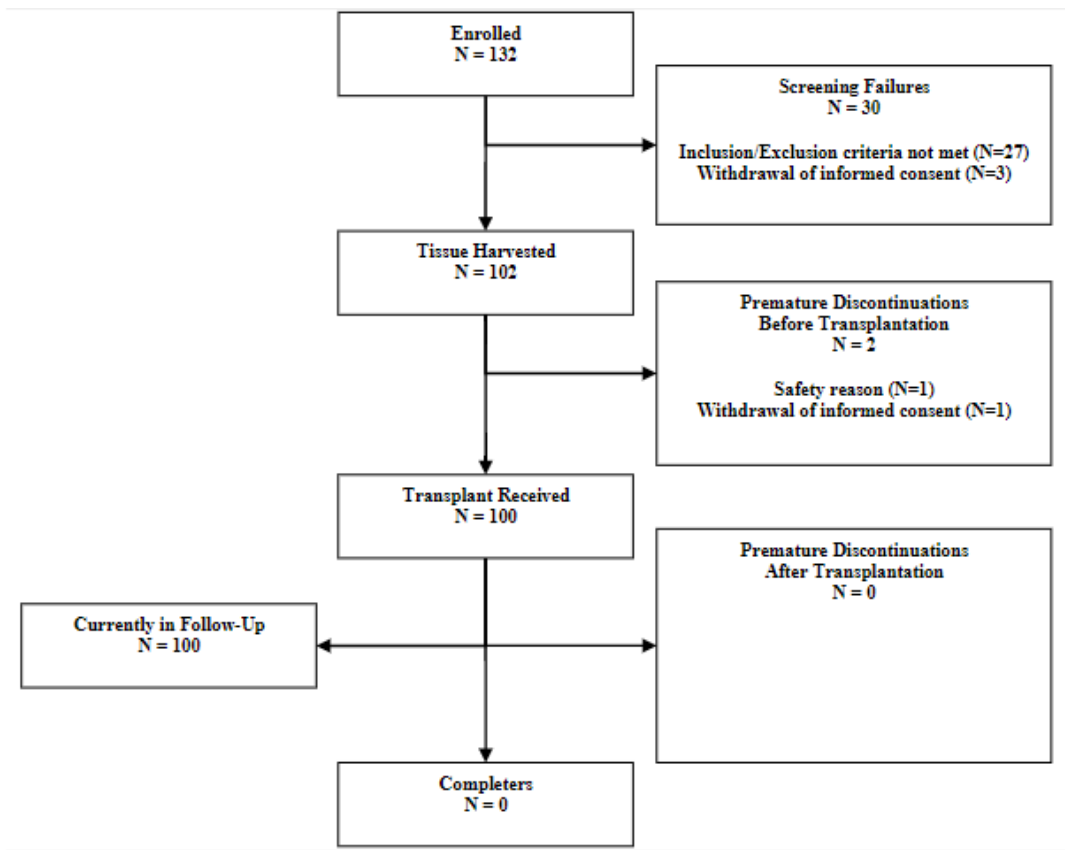 Enrolled
N = 132
Screening Failures
N = 30
Inclusion/Exclusion criteria not met (N=27)
Withdrawal of informed consent (N=3)
Tissue Harvested
N = 102
Premature Discontinuations
Before Transplantation
N = 2
Safety reason (N=1)
Withdrawal of informed consent (N=1)
Transplant Received
N = 100
Premature Discontinuations
After Transplantation
N = 0
Currently in Follow-Up
N = 100
Completers
N = 0